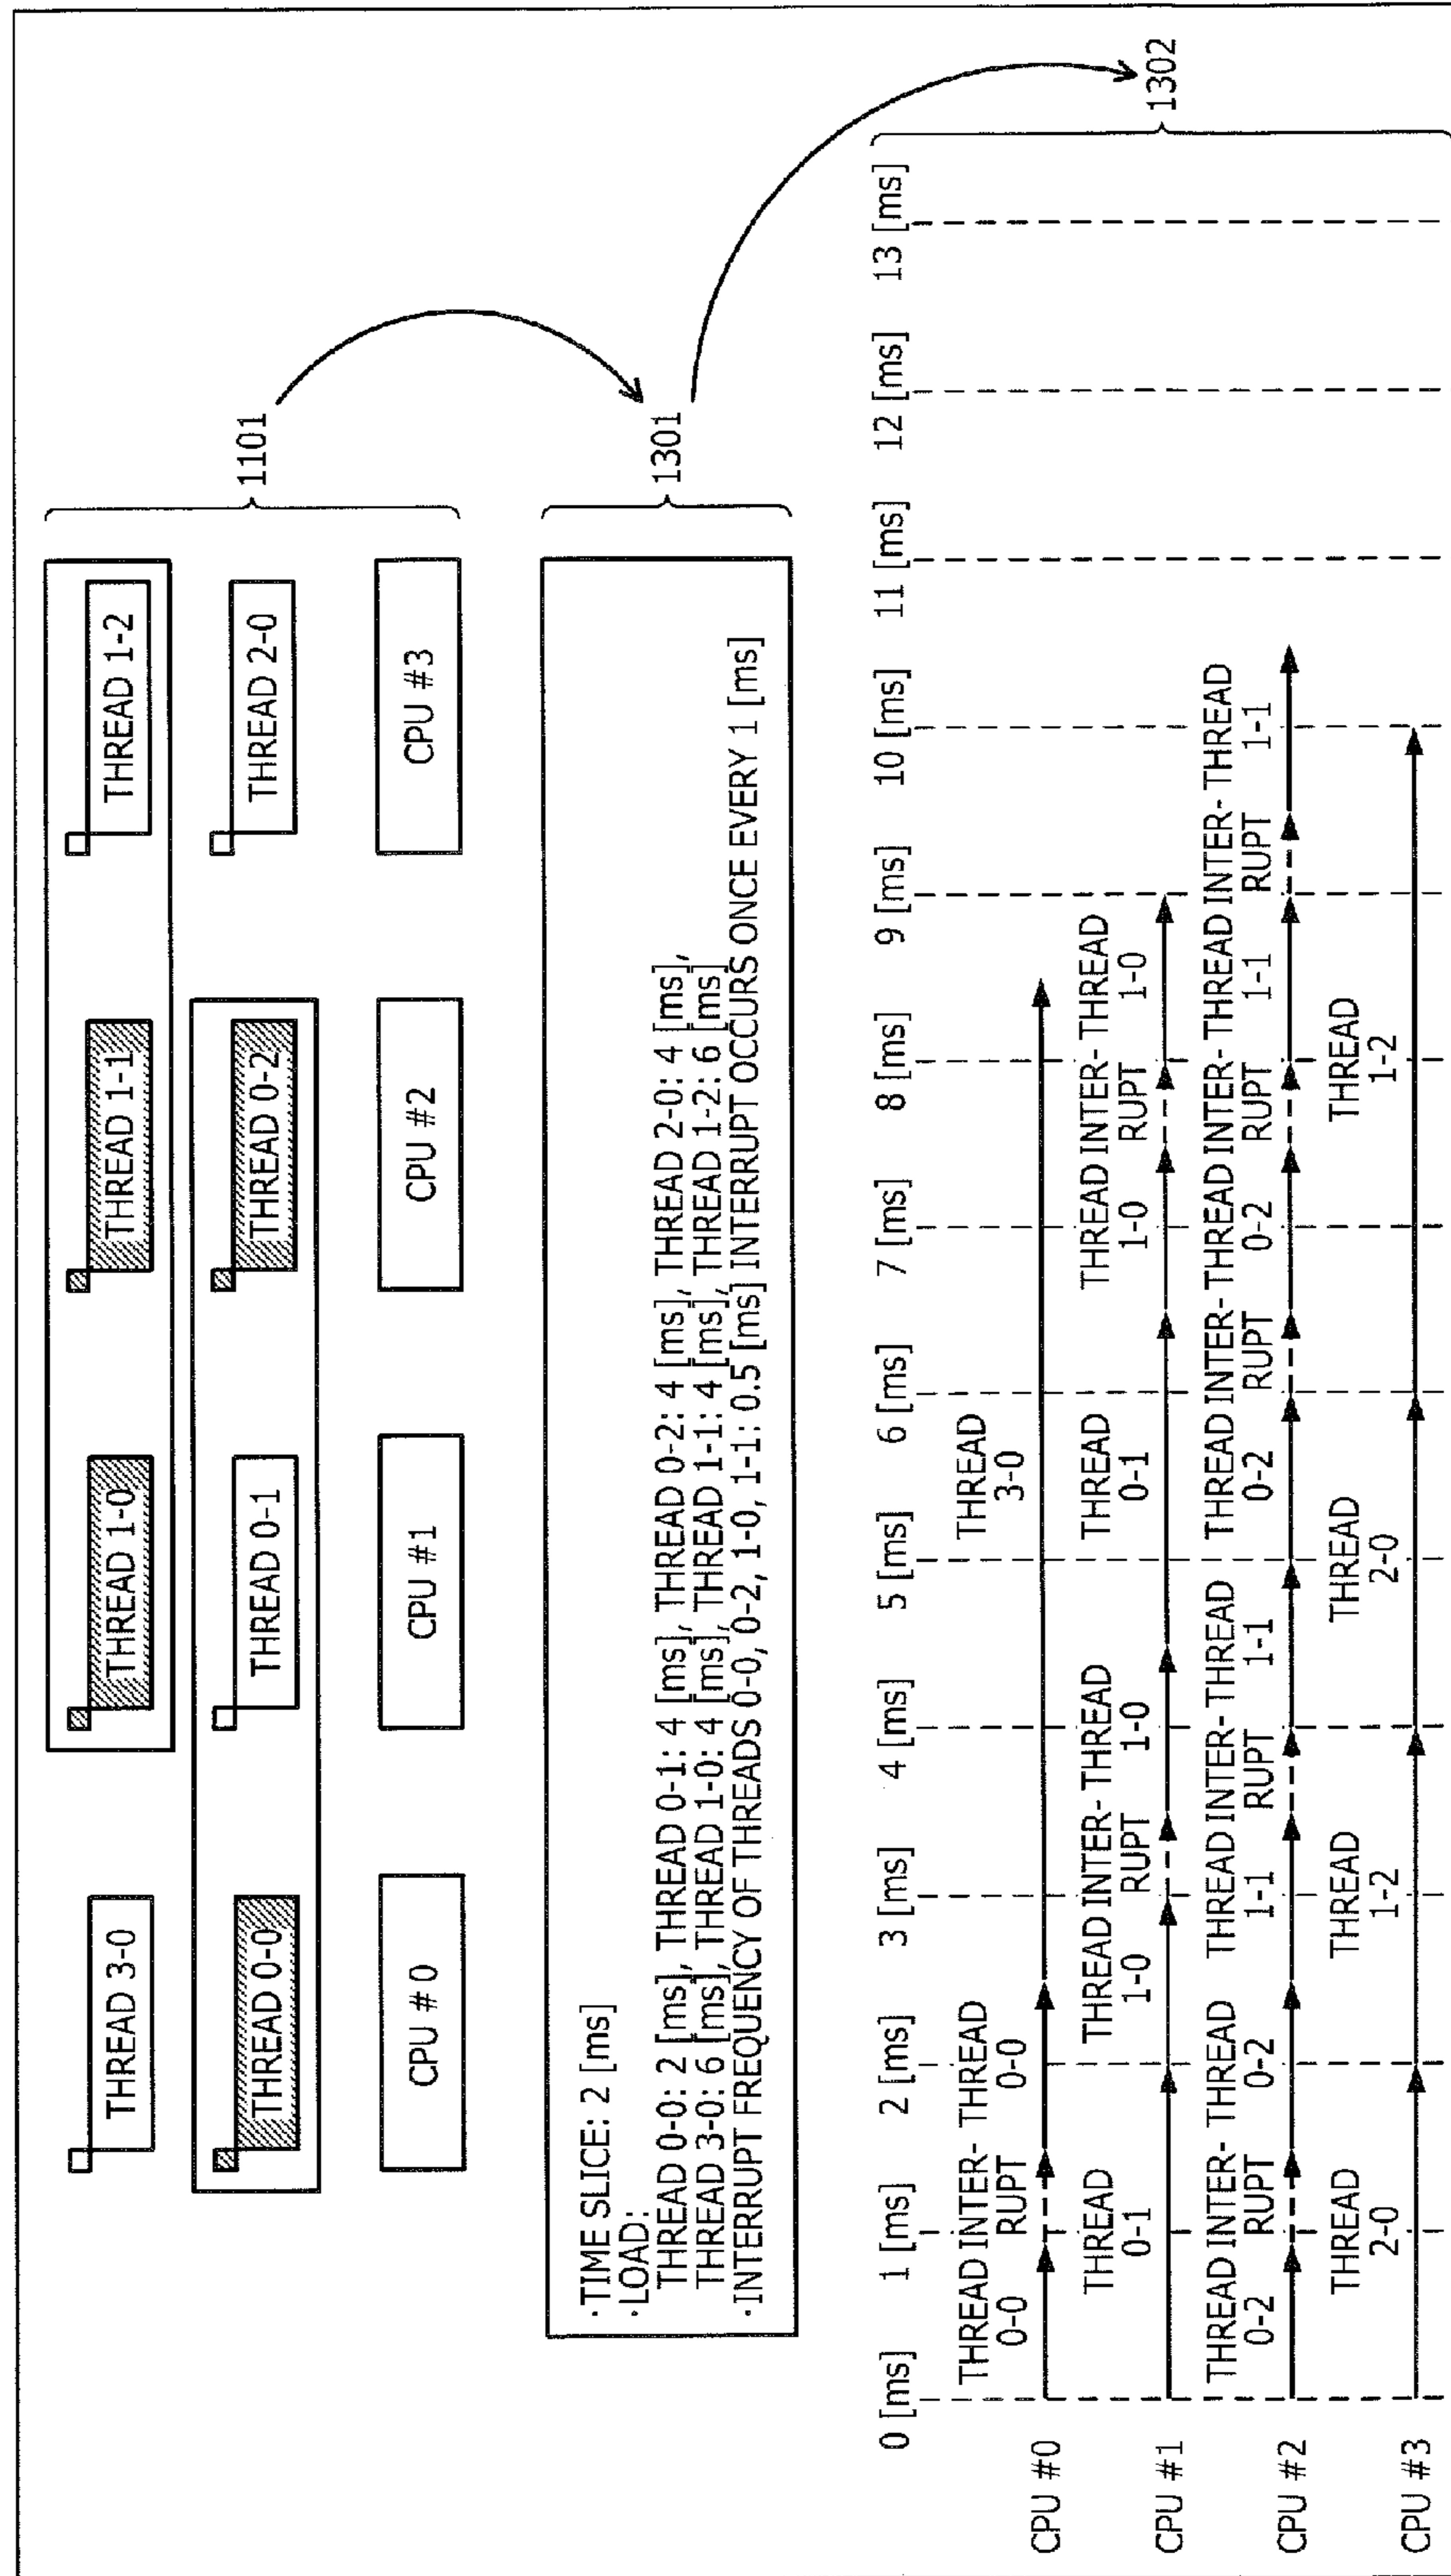 THREAD 3-0
THREAD 1-0
THREAD 1-1
THREAD 1-2
THREAD 0-0
THREAD 0-1
THREAD 0-2
THREAD 2-0
CPU #0
CPU #1
CPU #2
CPU #3
1101
·TIME SLICE: 2 [ms]
·LOAD:
THREAD 0-0: 2 [ms], THREAD 0-1: 4 [ms], THREAD 0-2: 4 [ms], THREAD 2-0: 4 [ms],
THREAD 3-0: 6 [ms], THREAD 1-0: 4 [ms], THREAD 1-1: 4 [ms], THREAD 1-2: 6 [ms]
·INTERRUPT FREQUENCY OF THREADS 0-0, 0-2, 1-0, 1-1: 0.5 [ms] INTERRUPT OCCURS ONCE EVERY 1 [ms]
1301
1302
0 [ms] 1 [ms] 2 [ms] 3 [ms] 4 [ms] 5 [ms] 6 [ms] 7 [ms] 8 [ms] 9 [ms] 10 [ms] 11 [ms] 12 [ms] 13 [ms]
THREAD INTER- THREAD THREAD
0-0 RUPT 0-0 3-0
CPU #0
THREAD THREAD INTER- THREAD THREAD THREAD INTER- THREAD
0-1 1-0 RUPT 1-0 0-1 1-0 RUPT 1-0
CPU #1
THREAD INTER- THREAD THREAD INTER- THREAD THREAD INTER- THREAD INTER- THREAD INTER- THREAD
0-2 RUPT 0-2 1-1 RUPT 1-1 0-2 RUPT 0-2 RUPT 1-1 RUPT 1-1
CPU #2
THREAD THREAD THREAD THREAD
2-0 1-2 2-0 1-2
CPU #3